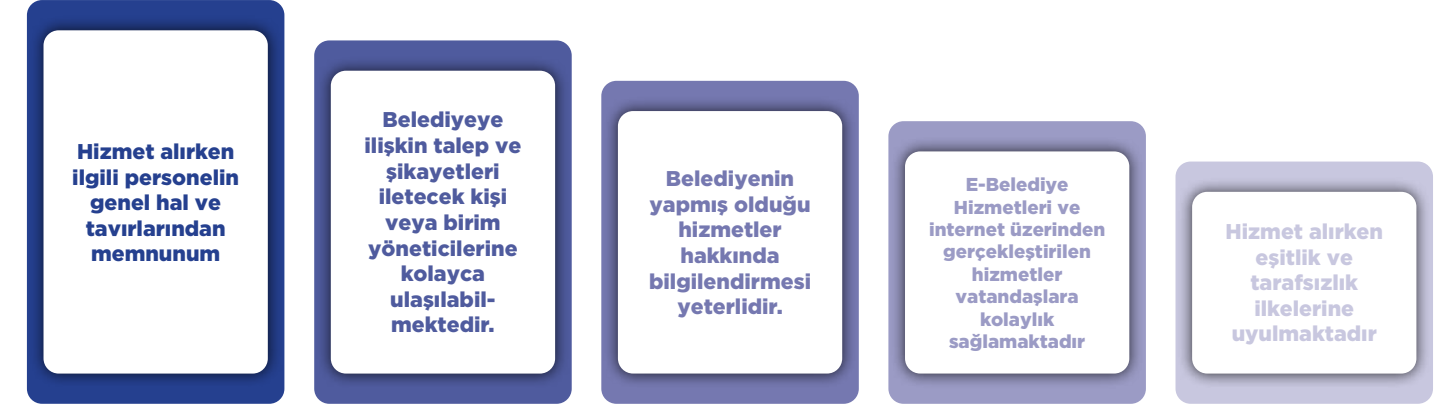 Hizmet alırken
ilgili personelin
genel hal ve
tavırlarından
memnunum
Belediyeye
ilişkin talep ve
şikayetleri
iletecek kişi
veya birim
yöneticilerine
kolayca
ulaşılabil-
mektedir.
Belediyenin
yapmış olduğu
hizmetler
hakkında
bilgilendirmesi
yeterlidir.
E-Belediye
Hizmetleri ve
internet üzerinden
gerçekleştirilen
hizmetler
vatandaşlara
kolaylık
sağlamaktadır
Hizmet alırken
eşitlik ve
tarafsızlık
ilkelerine
uyulmaktadır